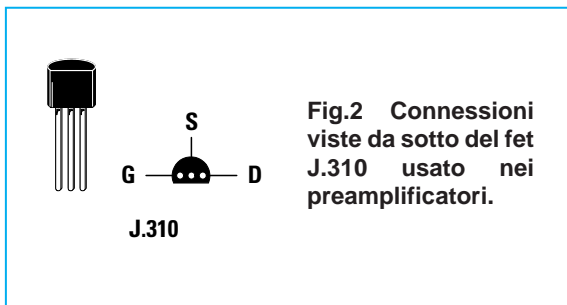 S
G D
J.310
Fig.2 Connessioni
viste da sotto del fet
J.310 usato nei
preamplificatori.